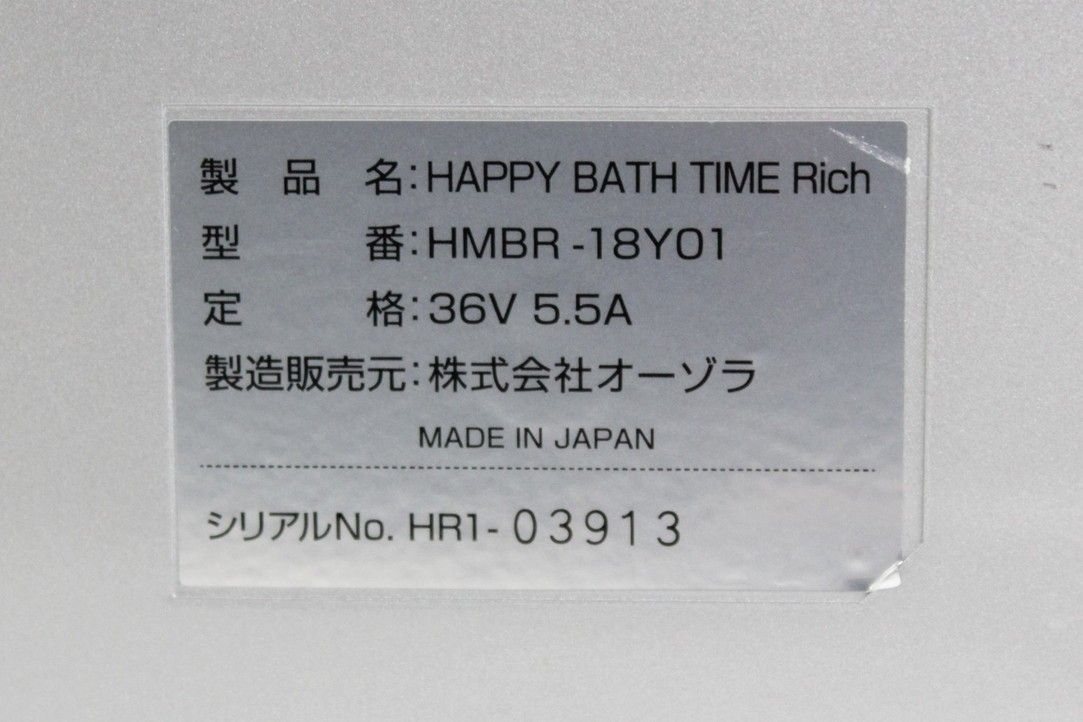 製品名:HAPPY BATH TIME Rich
型番:HMBR-18Y01
定格:36V 5.5A
製造販売元:株式会社オーゾラ
MADE IN JAPAN
シリアルNo. HR1-03913